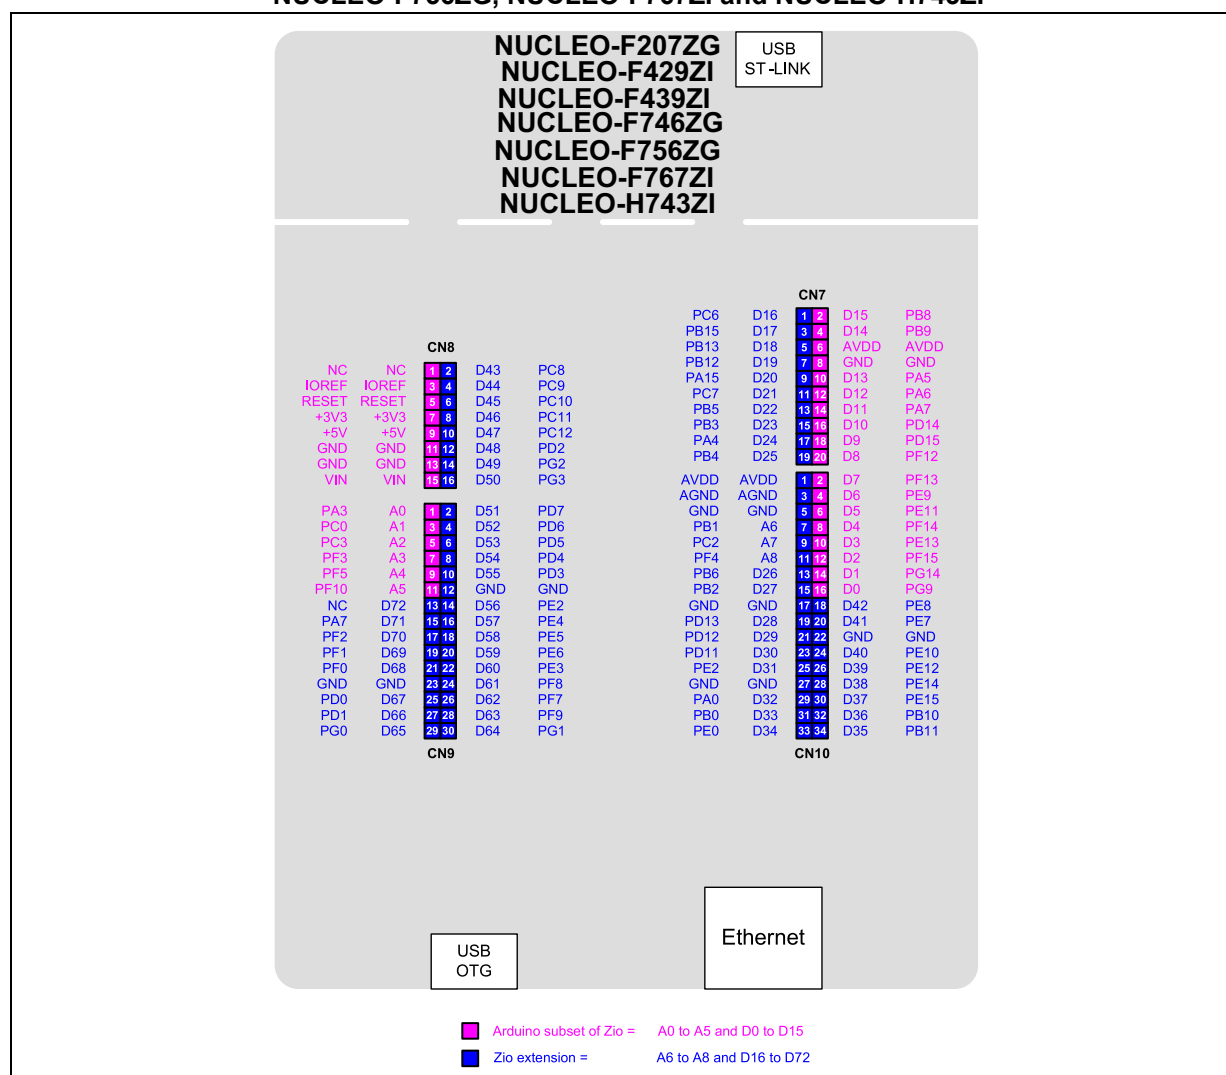 NUCLEO-F756ZG, NUCLEO-F767ZI and NUCLEO-H743ZI
NUCLEO-F207ZG
NUCLEO-F429ZI
NUCLEO-F439ZI
NUCLEO-F746ZG
NUCLEO-F756ZG
NUCLEO-F767ZI
NUCLEO-H743ZI
USB
ST-LINK
CN8
NC NC 1 2 D43 PC8
IOREF IOREF 3 4 D44 PC9
RESET RESET 5 6 D45 PC10
+3V3 +3V3 7 8 D46 PC11
+5V +5V 9 10 D47 PC12
GND GND 11 12 D48 PD2
GND GND 13 14 D49 PG2
VIN VIN 15 16 D50 PG3
PA3 A0 1 2 D51 PD7
PC0 A1 3 4 D52 PD6
PC3 A2 5 6 D53 PD5
PF3 A3 7 8 D54 PD4
PF5 A4 9 10 D55 PD3
PF10 A5 11 12 GND GND
NC D72 13 14 D56 PE2
PA7 D71 15 16 D57 PE4
PF2 D70 17 18 D58 PE5
PF1 D69 19 20 D59 PE6
PF0 D68 21 22 D60 PE3
GND GND 23 24 D61 PF8
PD0 D67 25 26 D62 PF7
PD1 D66 27 28 D63 PF9
PG0 D65 29 30 D64 PG1
CN9
CN7
PC6 D16 1 2 D15 PB8
PB15 D17 3 4 D14 PB9
PB13 D18 5 6 AVDD AVDD
PB12 D19 7 8 GND GND
PA15 D20 9 10 D13 PA5
PC7 D21 11 12 D12 PA6
PB5 D22 13 14 D11 PA7
PB3 D23 15 16 D10 PD14
PA4 D24 17 18 D9 PD15
PB4 D25 19 20 D8 PF12
AVDD AVDD 1 2 D7 PF13
AGND AGND 3 4 D6 PE9
GND GND 5 6 D5 PE11
PB1 A6 7 8 D4 PF14
PC2 A7 9 10 D3 PE13
PF4 A8 11 12 D2 PF15
PB6 D26 13 14 D1 PG14
PB2 D27 15 16 D0 PG9
GND GND 17 18 D42 PE8
PD13 D28 19 20 D41 PE7
PD12 D29 21 22 GND GND
PD11 D30 23 24 D40 PE10
PE2 D31 25 26 D39 PE12
GND GND 27 28 D38 PE14
PA0 D32 29 30 D37 PE15
PB0 D33 31 32 D36 PB10
PE0 D34 33 34 D35 PB11
CN10
USB
OTG
Ethernet
Arduino subset of Zio = A0 to A5 and D0 to D15
Zio extension = A6 to A8 and D16 to D72